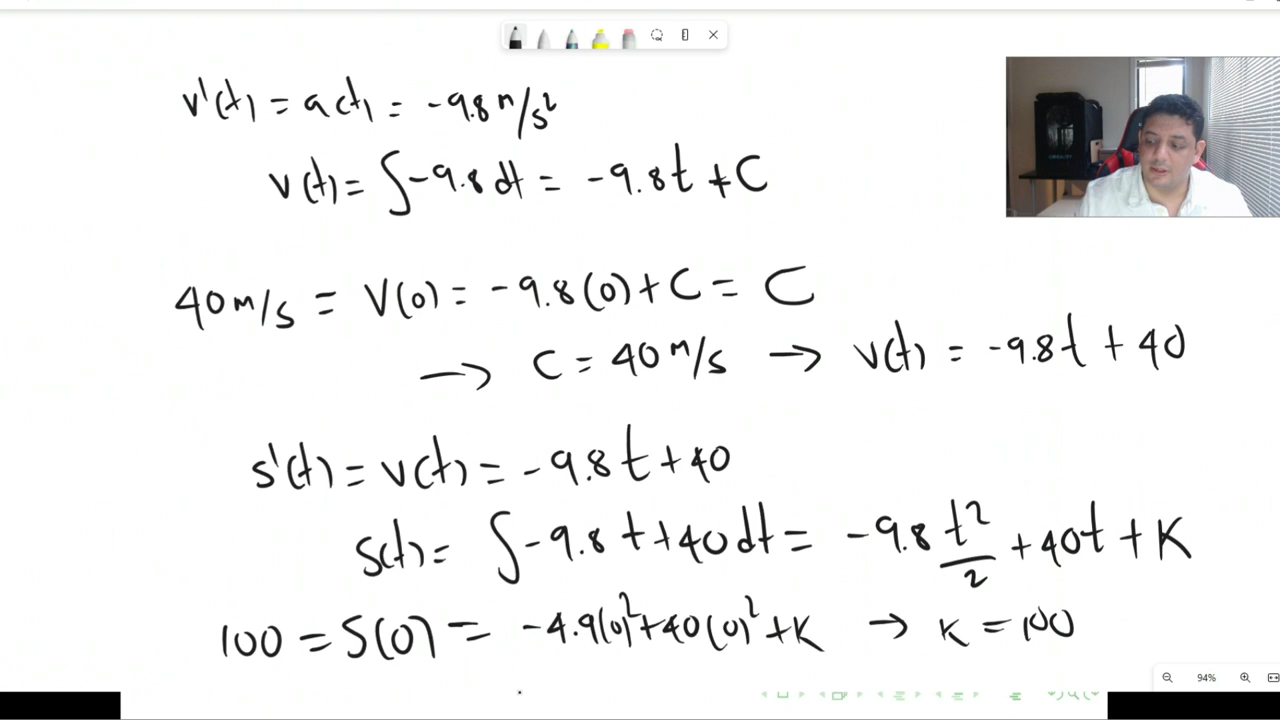 v'(t) = a(t) = -9.8 m/s²
v(t) = ∫-9.8 dt = -9.8t + C
40 m/s = V(0) = -9.8(0) + C = C
→ C = 40 m/s → v(t) = -9.8t + 40
s'(t) = v(t) = -9.8t + 40
S(t) = ∫-9.8t + 40 dt = -9.8 t²/2 + 40t + K
100 = S(0) = -4.9(0)² + 40(0)² + K → K = 100
94%